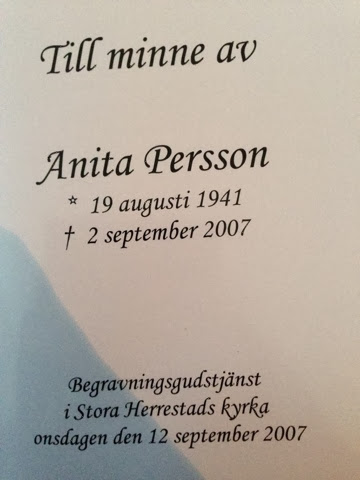 Till minne av
Anita Persson
☆ 19 augusti 1941
† 2 september 2007
Begravningsgudstjänst
i Stora Herrestads kyrka
onsdagen den 12 september 2007